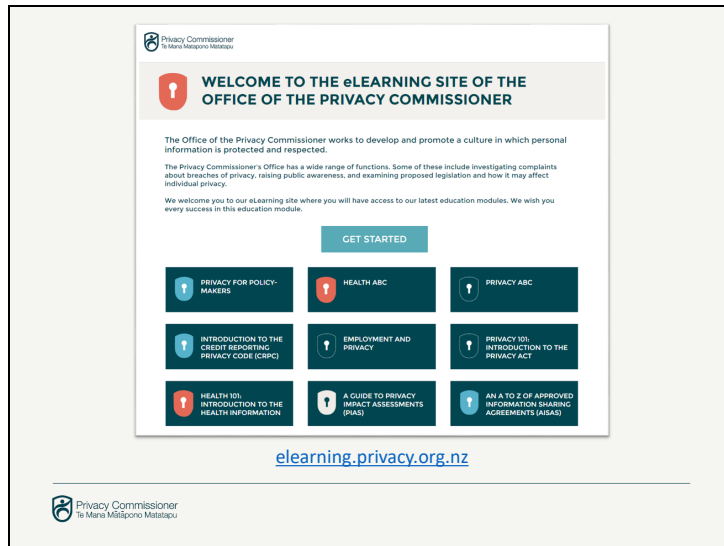 Privacy Commissioner
Te Mana Matapono Matatapu
WELCOME TO THE eLEARNING SITE OF THE
OFFICE OF THE PRIVACY COMMISSIONER
The Office of the Privacy Commissioner works to develop and promote a culture in which personal
information is protected and respected.
The Privacy Commissioner's Office has a wide range of functions. Some of these include investigating complaints
about breaches of privacy, raising public awareness, and examining proposed legislation and how it may affect
individual privacy.
We welcome you to our eLearning site where you will have access to our latest education modules. We wish you
every success in this education module.
GET STARTED
PRIVACY FOR POLICY-
MAKERS
HEALTH ABC
PRIVACY ABC
INTRODUCTION TO THE
CREDIT REPORTING
PRIVACY CODE (CRPC)
EMPLOYMENT AND
PRIVACY
PRIVACY 101:
INTRODUCTION TO THE
PRIVACY ACT
HEALTH 101:
INTRODUCTION TO THE
HEALTH INFORMATION
A GUIDE TO PRIVACY
IMPACT ASSESSMENTS
(PIAS)
AN A TO Z OF APPROVED
INFORMATION SHARING
AGREEMENTS (AISAS)
elearning.privacy.org.nz
Privacy Commissioner
Te Mana Mātāpono Matatapu